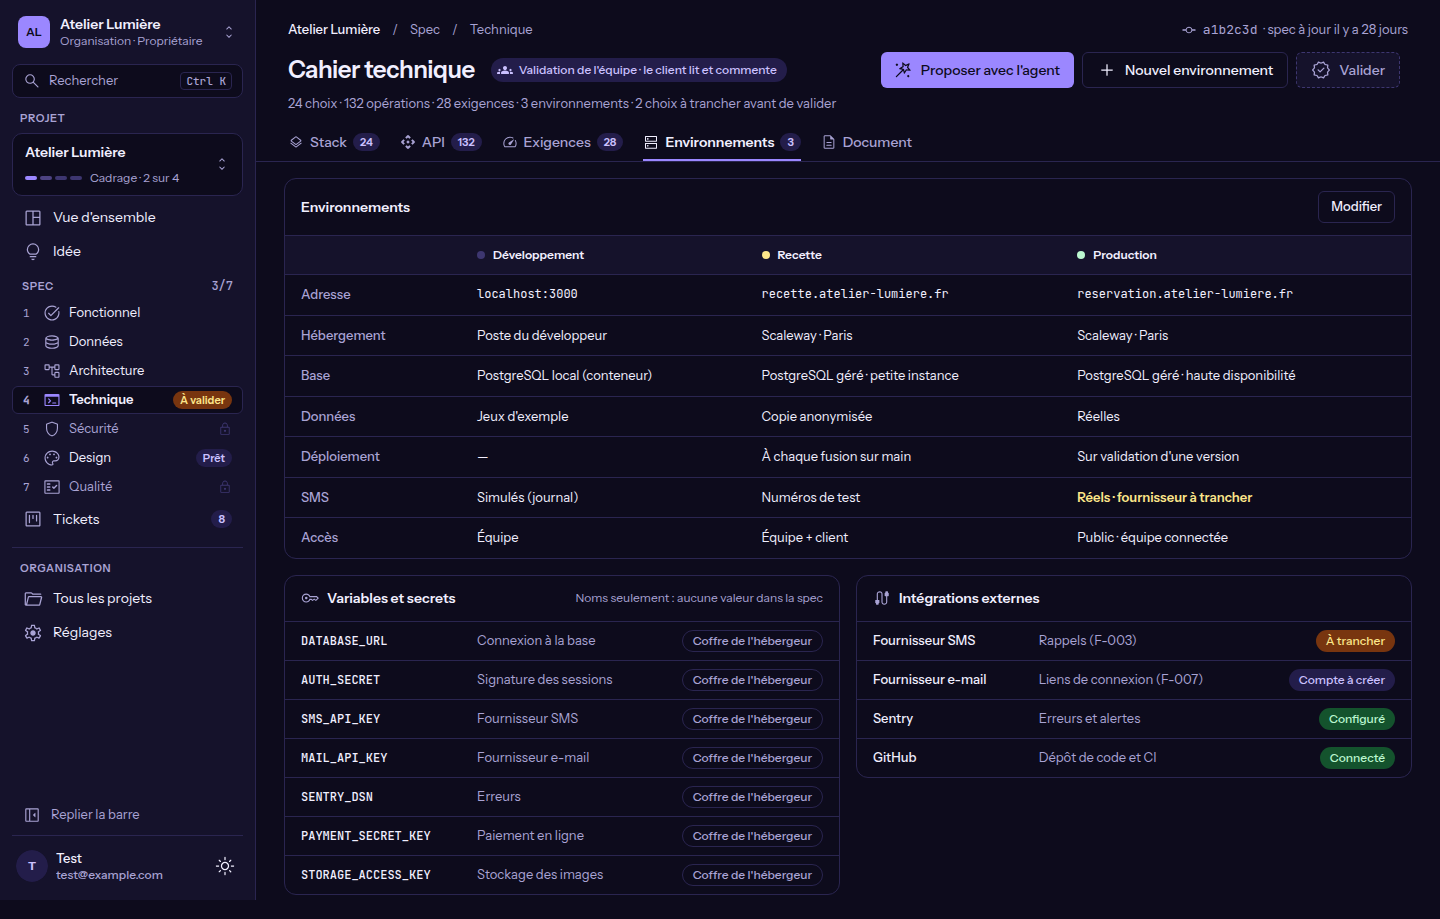 AL
Atelier Lumière
Organisation · Propriétaire
Rechercher
Ctrl K
PROJET
Atelier Lumière
Cadrage · 2 sur 4
Vue d'ensemble
Idée
SPEC 3/7
1 Fonctionnel
2 Données
3 Architecture
4 Technique À valider
5 Sécurité
6 Design Prêt
7 Qualité
Tickets 8
ORGANISATION
Tous les projets
Réglages
Replier la barre
T
Test
test@example.com
Atelier Lumière / Spec / Technique
a1b2c3d · spec à jour il y a 28 jours
Cahier technique
Validation de l'équipe · le client lit et commente
Proposer avec l'agent
Nouvel environnement
Valider
24 choix · 132 opérations · 28 exigences · 3 environnements · 2 choix à trancher avant de valider
Stack 24 API 132 Exigences 28 Environnements 3 Document
Environnements Modifier
Développement Recette Production
Adresse localhost:3000 recette.atelier-lumiere.fr reservation.atelier-lumiere.fr
Hébergement Poste du développeur Scaleway · Paris Scaleway · Paris
Base PostgreSQL local (conteneur) PostgreSQL géré · petite instance PostgreSQL géré · haute disponibilité
Données Jeux d'exemple Copie anonymisée Réelles
Déploiement — À chaque fusion sur main Sur validation d'une version
SMS Simulés (journal) Numéros de test Réels · fournisseur à trancher
Accès Équipe Équipe + client Public · équipe connectée
Variables et secrets Noms seulement : aucune valeur dans la spec
DATABASE_URL Connexion à la base Coffre de l'hébergeur
AUTH_SECRET Signature des sessions Coffre de l'hébergeur
SMS_API_KEY Fournisseur SMS Coffre de l'hébergeur
MAIL_API_KEY Fournisseur e-mail Coffre de l'hébergeur
SENTRY_DSN Erreurs Coffre de l'hébergeur
PAYMENT_SECRET_KEY Paiement en ligne Coffre de l'hébergeur
STORAGE_ACCESS_KEY Stockage des images Coffre de l'hébergeur
Intégrations externes
Fournisseur SMS Rappels (F-003) À trancher
Fournisseur e-mail Liens de connexion (F-007) Compte à créer
Sentry Erreurs et alertes Configuré
GitHub Dépôt de code et CI Connecté